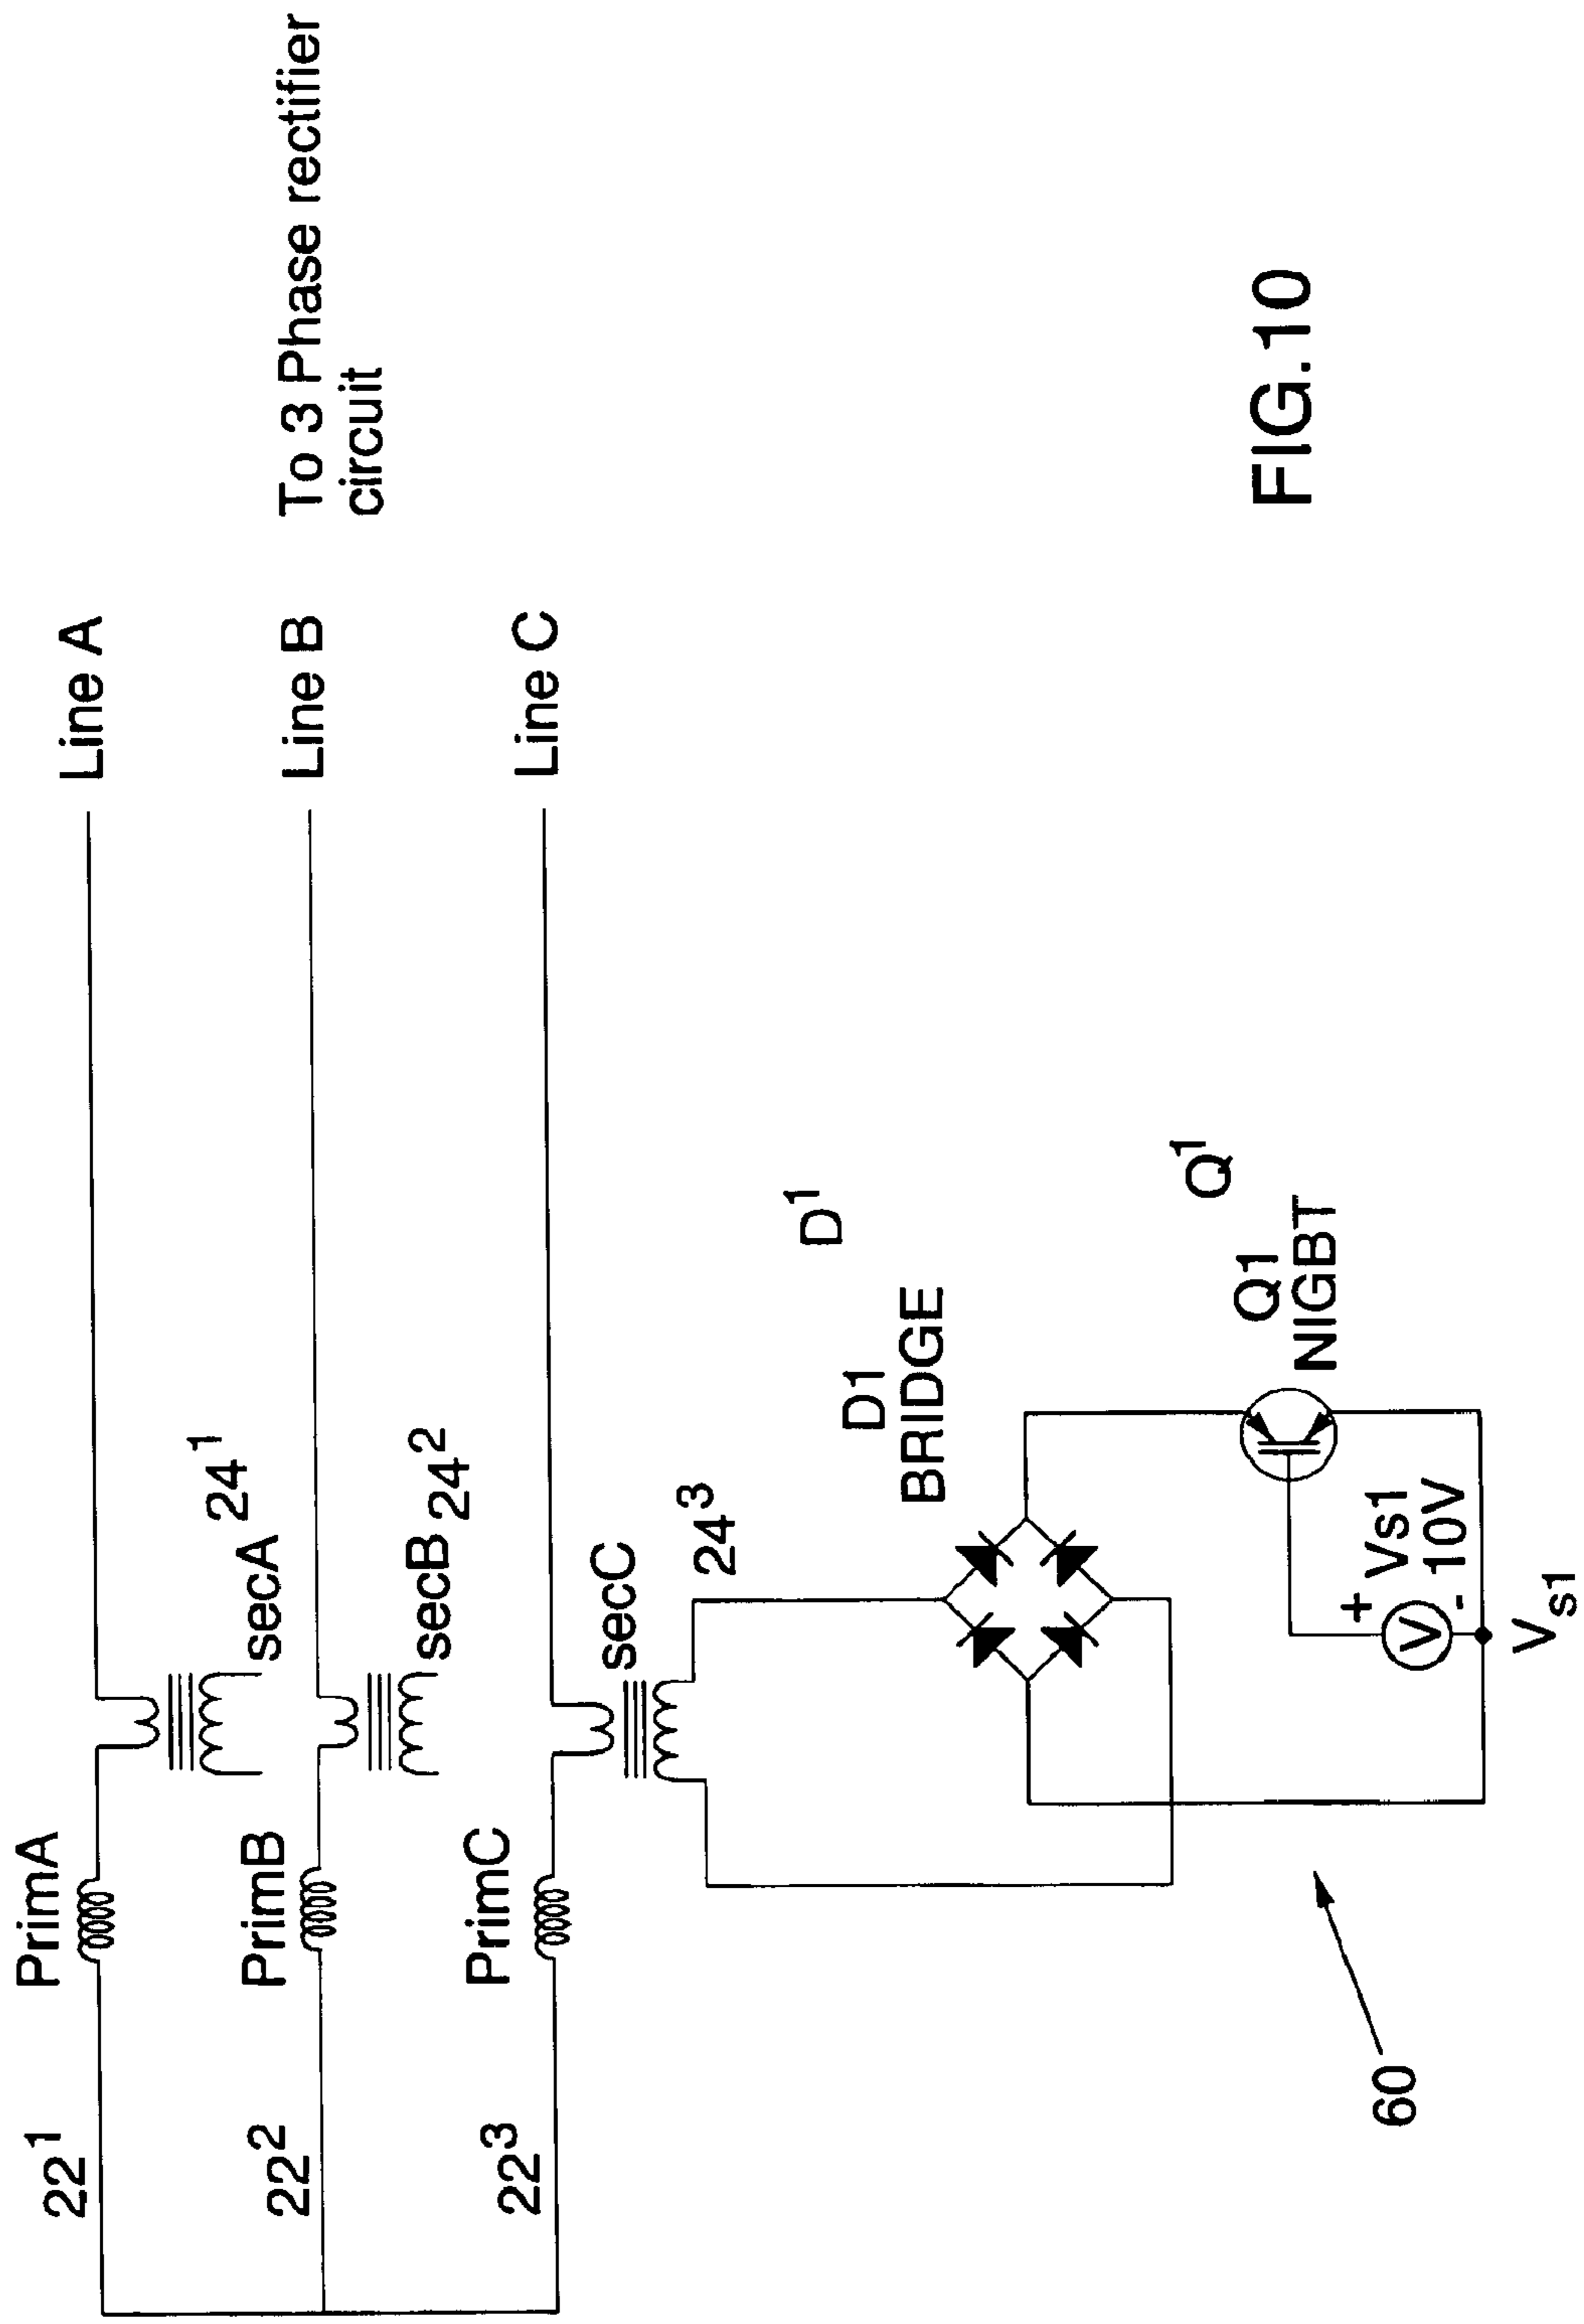 Line A
Line B
To 3 Phase rectifier
circuit
Line C
PrimA
22¹
secA
24¹
PrimB
22²
secB
24²
PrimC
22³
secC
24³
D¹
D1
BRIDGE
Q¹
Q1
NIGBT
+
V
Vs1
-10V
Vs1
60
FIG.10